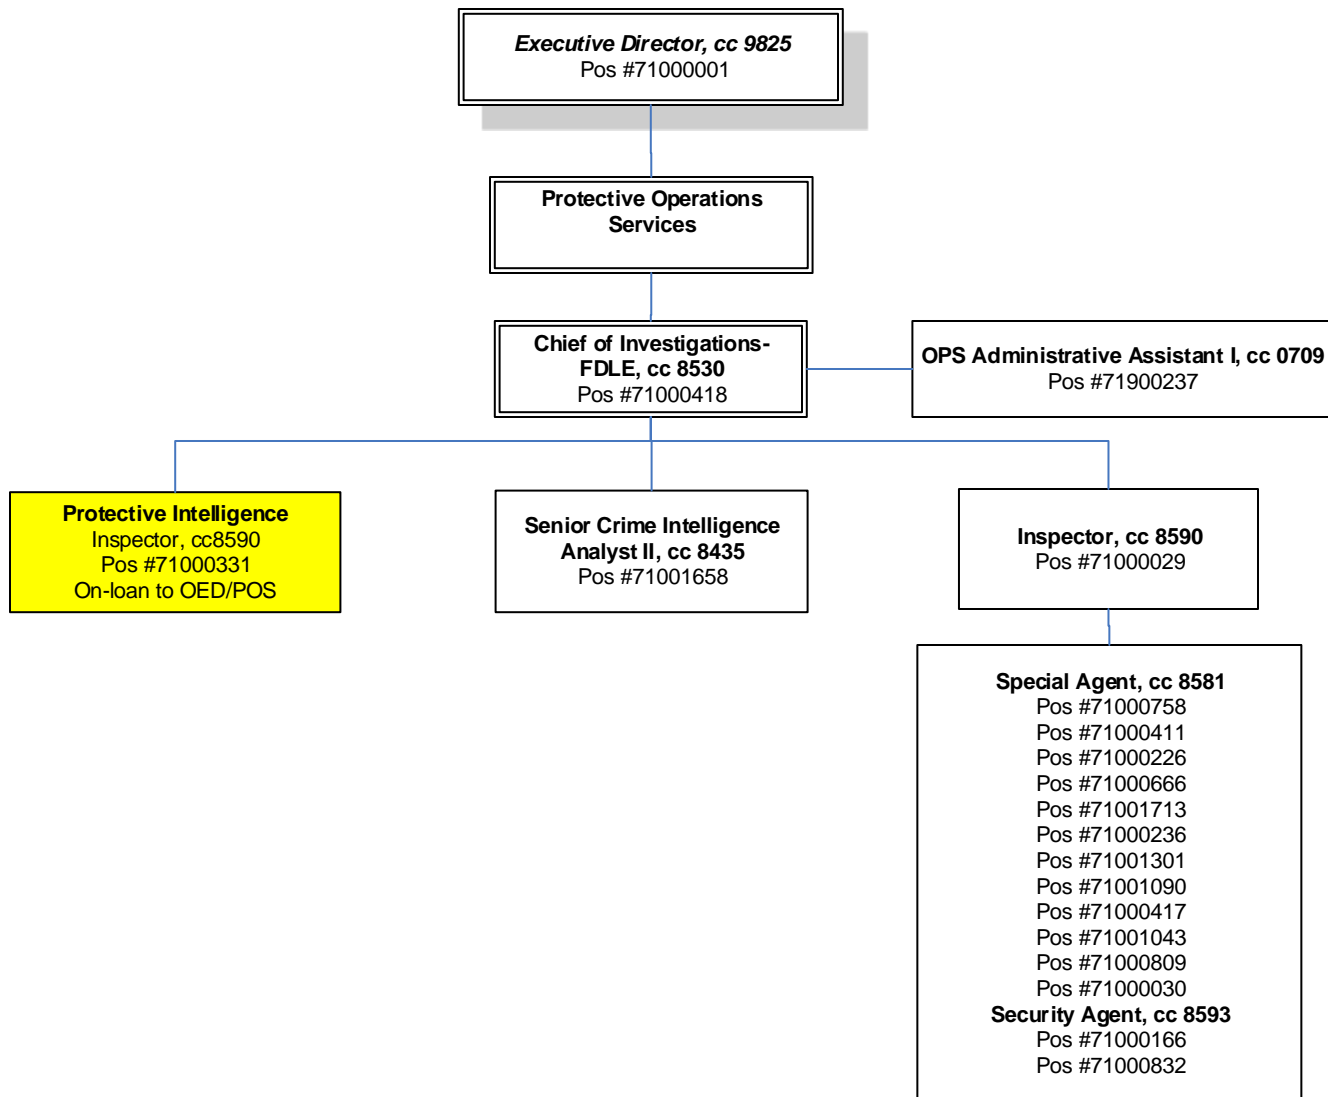 Executive Director, cc 9825
Pos #71000001
Protective Operations
Services
Chief of Investigations-
FDLE, cc 8530
Pos #71000418
OPS Administrative Assistant I, cc 0709
Pos #71900237
Protective Intelligence
Inspector, cc8590
Pos #71000331
On-loan to OED/POS
Senior Crime Intelligence
Analyst II, cc 8435
Pos #71001658
Inspector, cc 8590
Pos #71000029
Special Agent, cc 8581
Pos #71000758
Pos #71000411
Pos #71000226
Pos #71000666
Pos #71001713
Pos #71000236
Pos #71001301
Pos #71001090
Pos #71000417
Pos #71001043
Pos #71000809
Pos #71000030
Security Agent, cc 8593
Pos #71000166
Pos #71000832